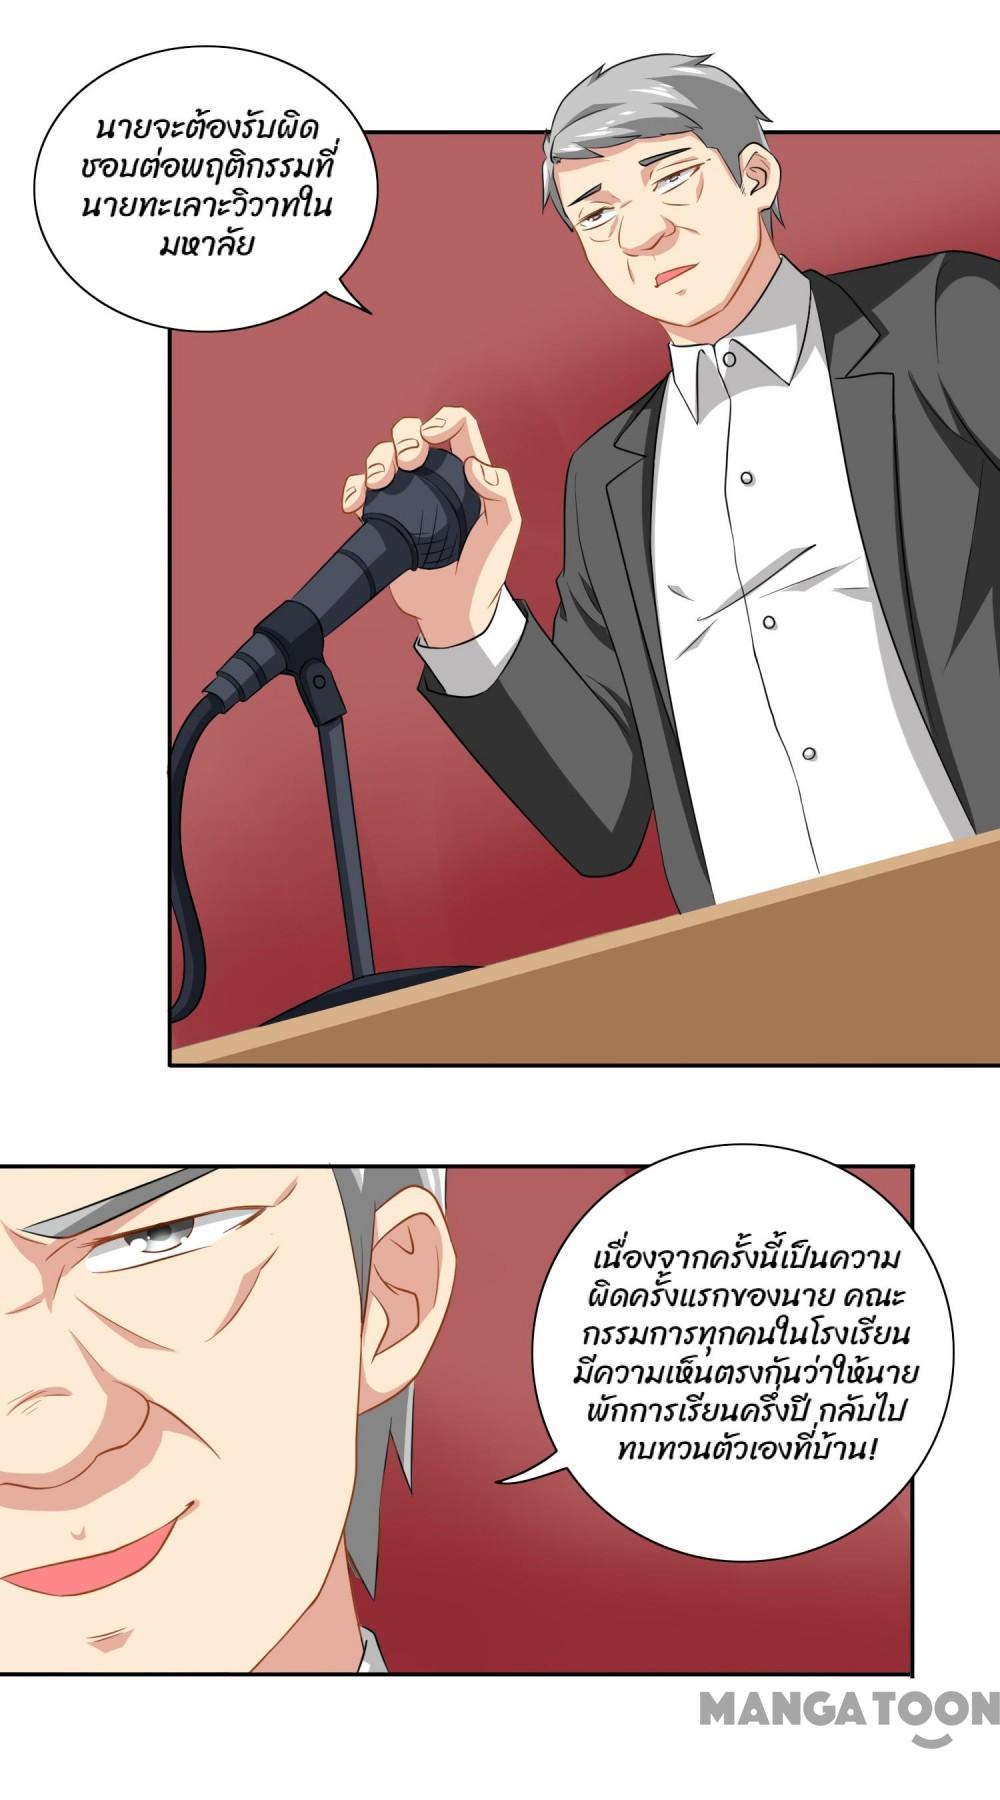 นายจะต้องรับผิด
ชอบต่อพฤติกรรมที่
นายทะเลาะวิวาทใน
มหาลัย
เนื่องจากครั้งนี้เป็นความ
ผิดครั้งแรกของนาย คณะ
กรรมการทุกคนในโรงเรียน
มีความเห็นตรงกันว่าให้นาย
พักการเรียนครึ่งปี กลับไป
ทบทวนตัวเองที่บ้าน!
MANGATOON